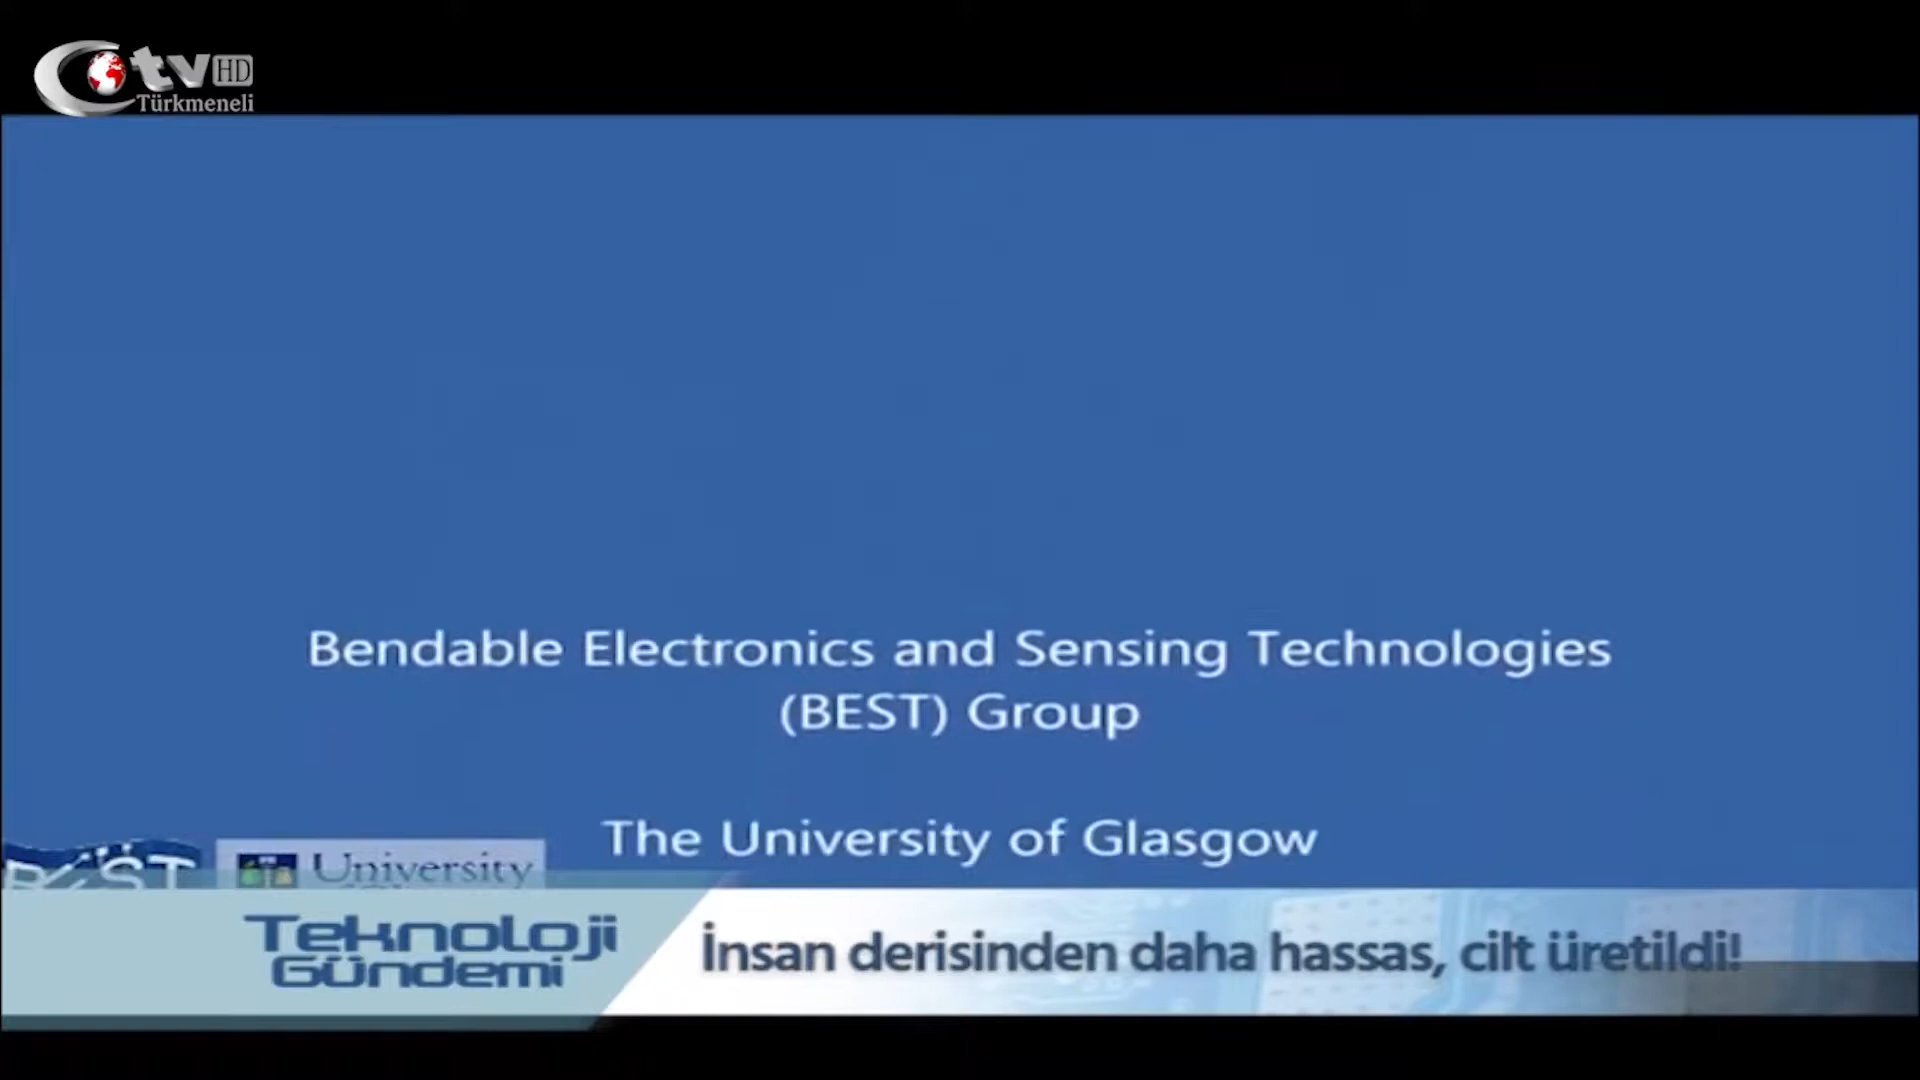 tv HD
Türkmeneli
Bendable Electronics and Sensing Technologies
(BEST) Group
The University of Glasgow
BEST
University
Teknoloji
Gündemi
İnsan derisinden daha hassas, cilt üretildi!